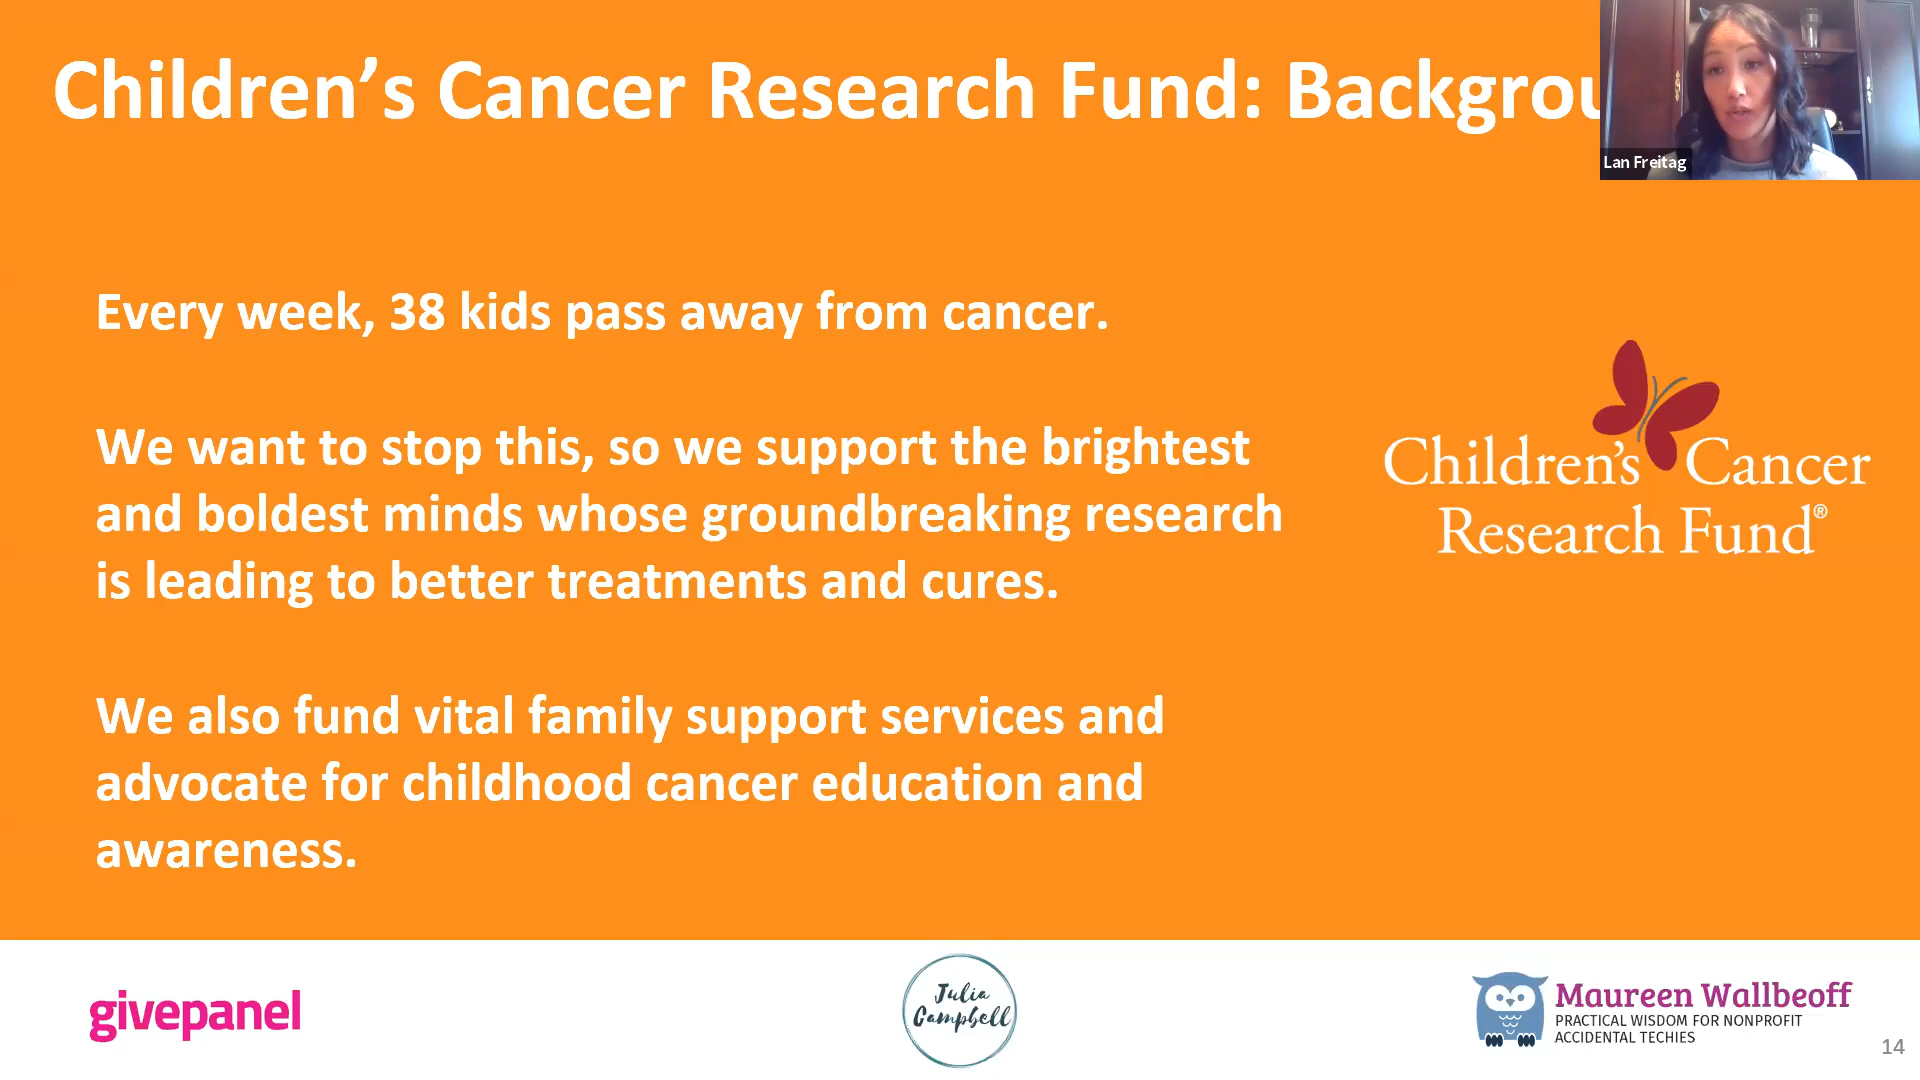 Children's Cancer Research Fund: Backgrou
Lan Freitag
Every week, 38 kids pass away from cancer.
We want to stop this, so we support the brightest
and boldest minds whose groundbreaking research
is leading to better treatments and cures.
We also fund vital family support services and
advocate for childhood cancer education and
awareness.
Children's Cancer
Research Fund®
givepanel
Julia
Campbell
Maureen Wallbeoff
PRACTICAL WISDOM FOR NONPROFIT
ACCIDENTAL TECHIES
14